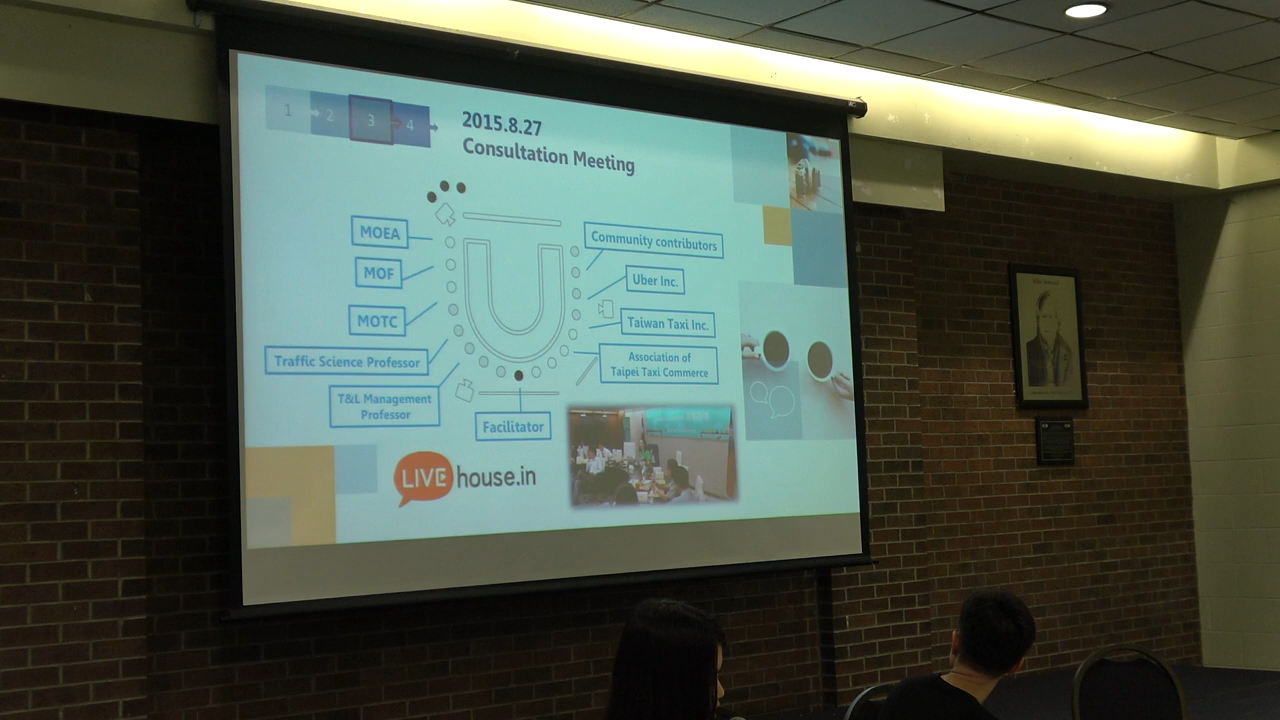 1
2
3
4
2015.8.27
Consultation Meeting
MOEA
MOF
MOTC
Traffic Science Professor
T&L Management
Professor
Facilitator
Community contributors
Uber Inc.
Taiwan Taxi Inc.
Association of
Taipei Taxi Commerce
LIVE house.in